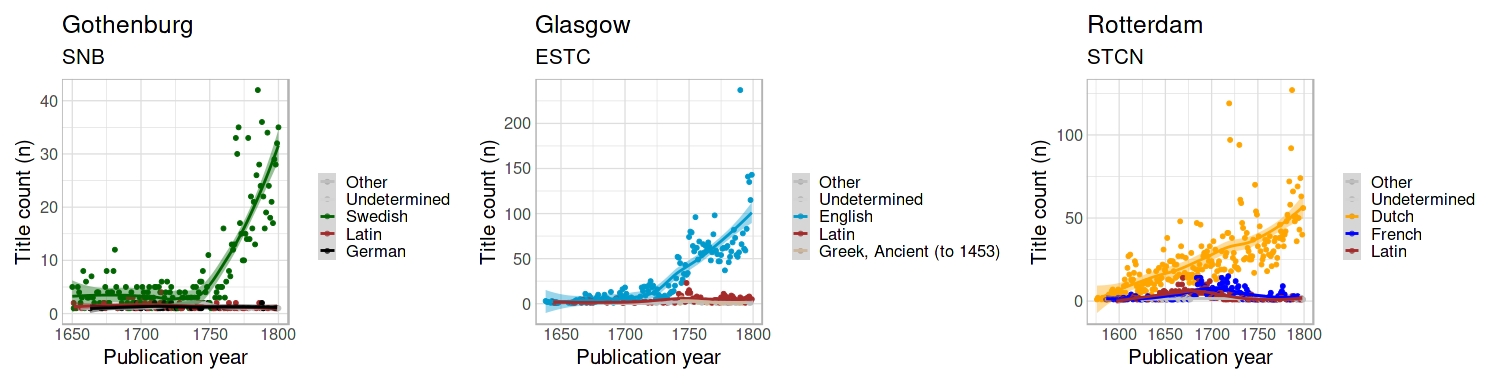 Gothenburg
SNB
Title count (n)
40
30
20
10
0
1650 1700 1750 1800
Publication year
Other
Undetermined
Swedish
Latin
German
Glasgow
ESTC
Title count (n)
200
150
100
50
0
1650 1700 1750 1800
Publication year
Other
Undetermined
English
Latin
Greek, Ancient (to 1453)
Rotterdam
STCN
Title count (n)
100
50
0
1600 1650 1700 1750 1800
Publication year
Other
Undetermined
Dutch
French
Latin